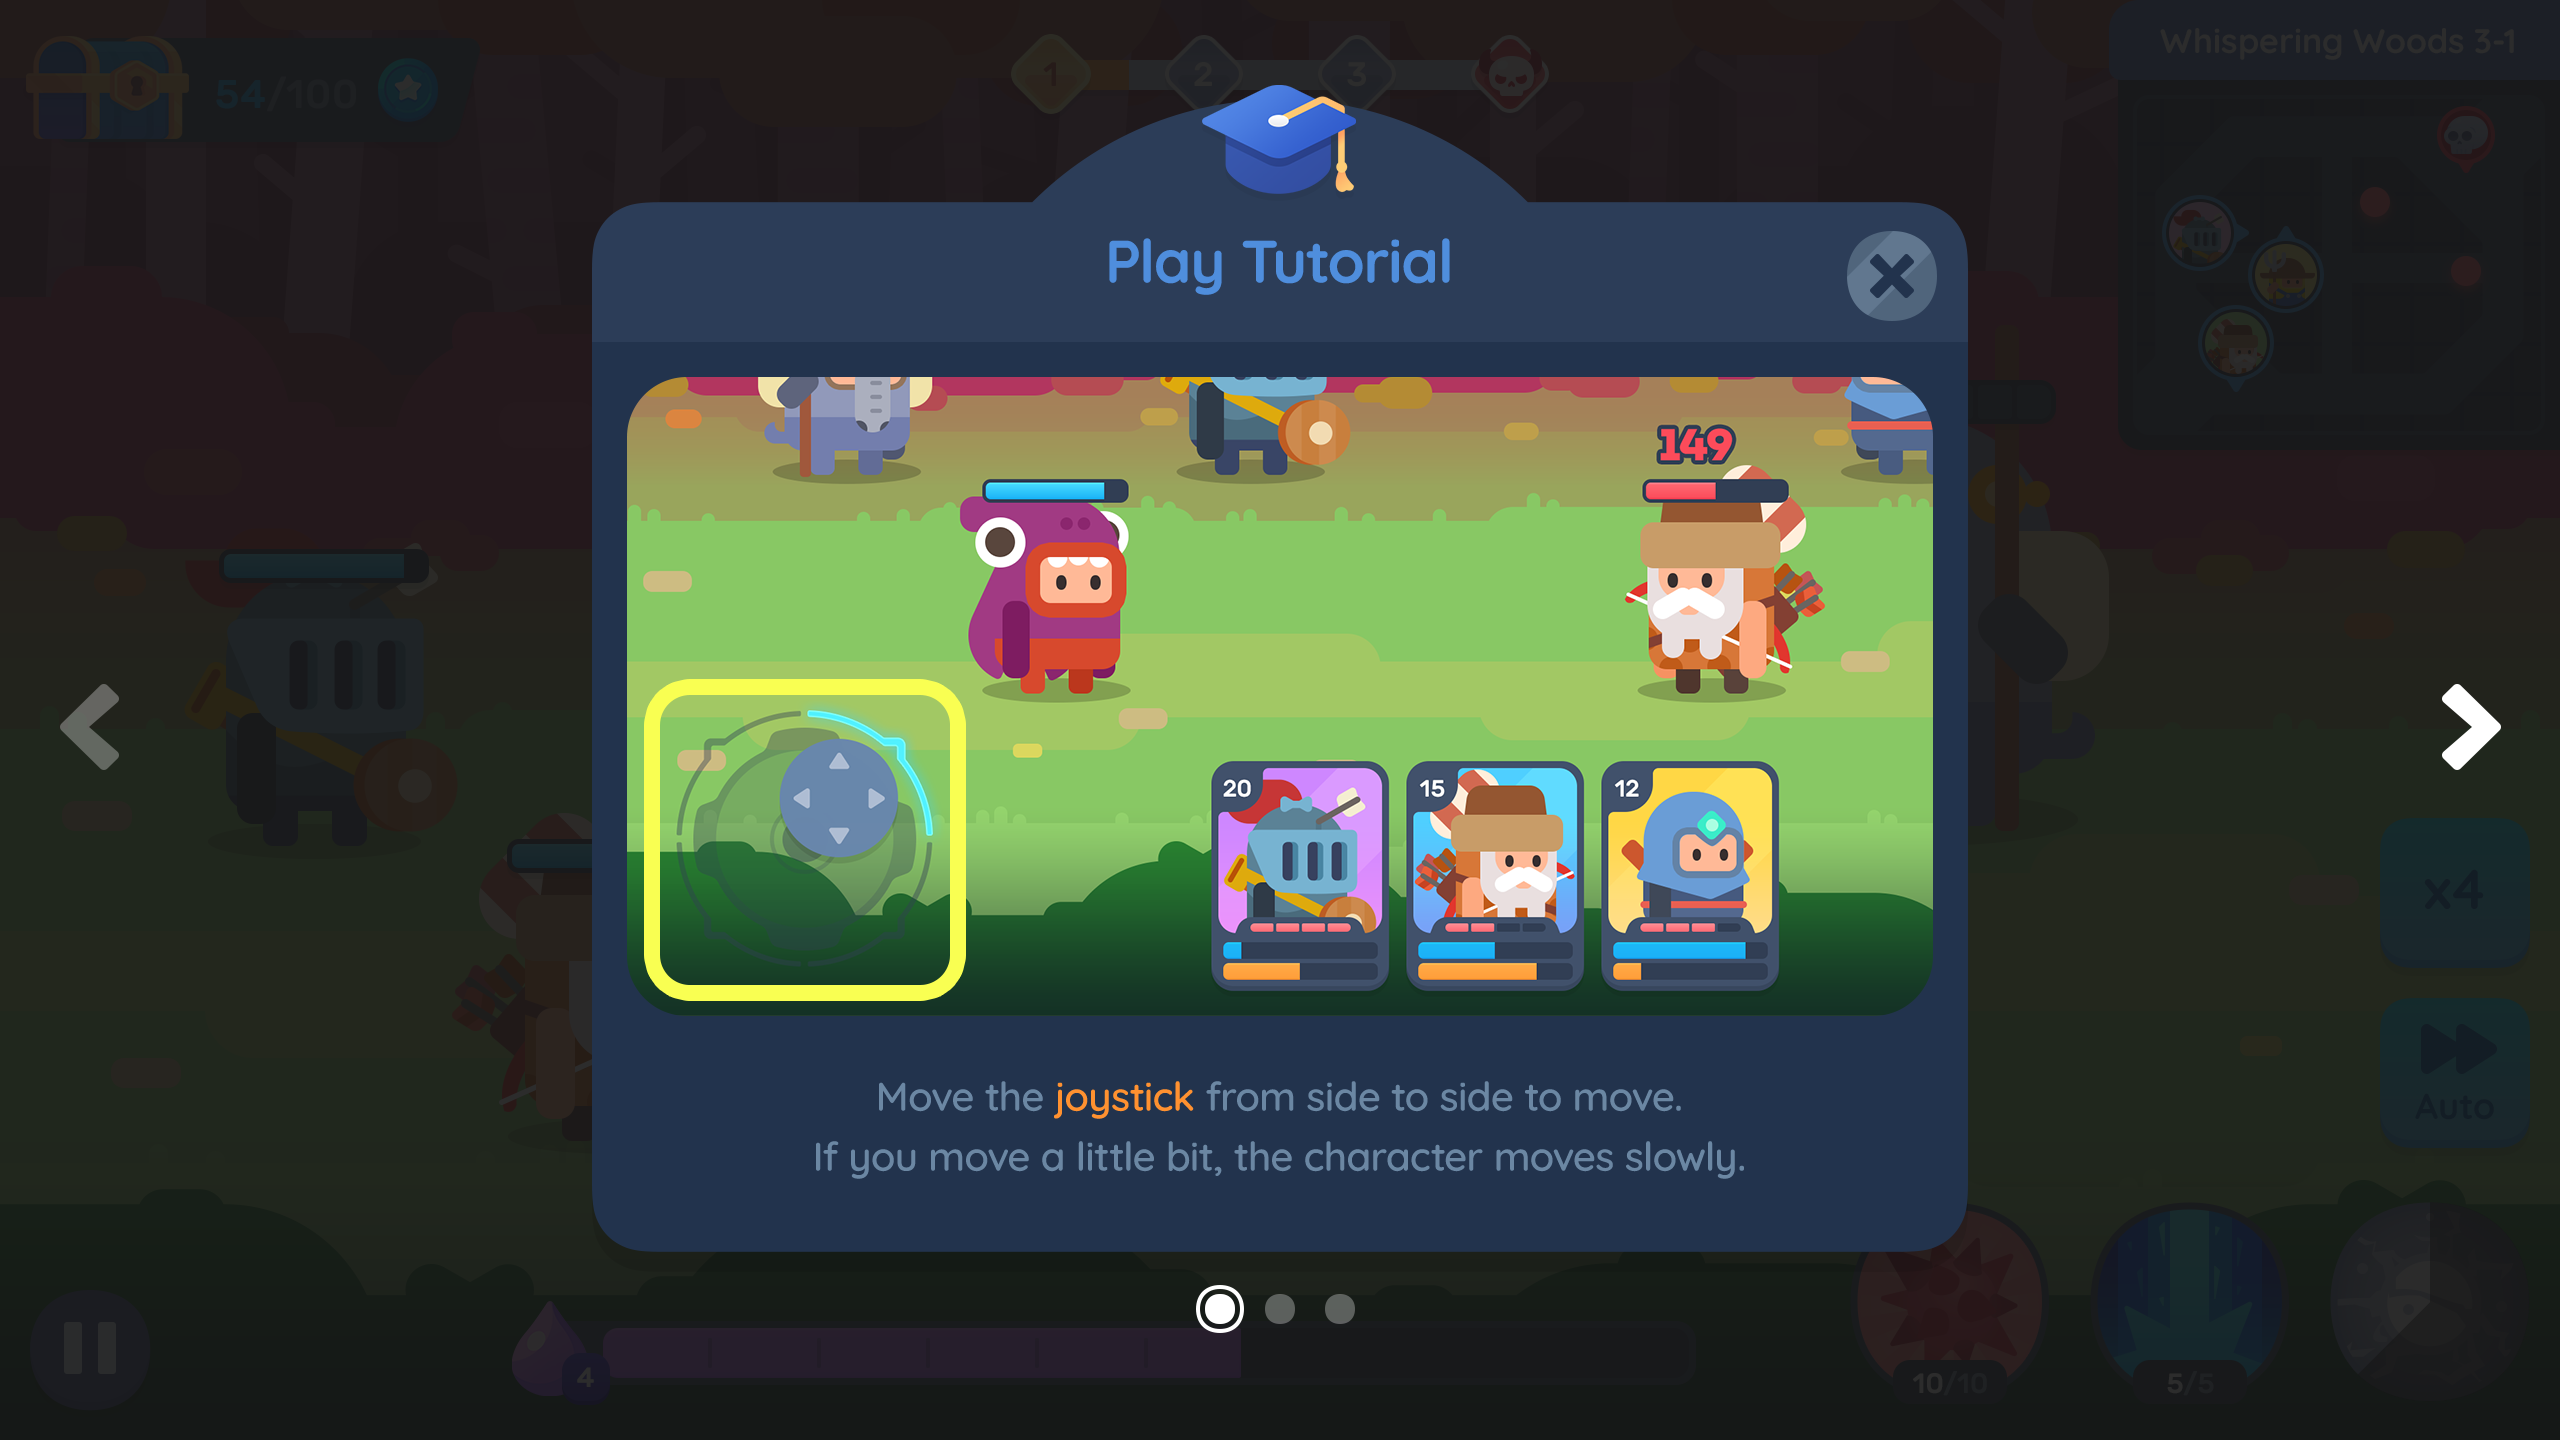 54/100
1
2
3
Whispering Woods 3-1
Play Tutorial
149
20
15
12
Move the joystick from side to side to move.
If you move a little bit, the character moves slowly.
x4
Auto
4
10/10
5/5